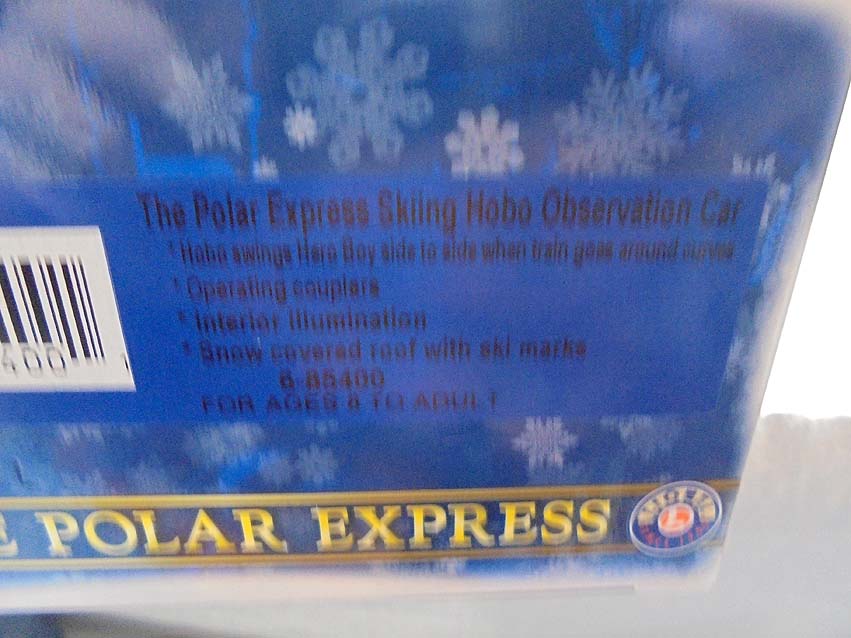 The Polar Express Skiing Hobo Observation Car
* Hobo swings Hero Boy side to side when train goes around curves
* Operating couplers
* Interior Illumination
* Snow covered roof with ski marks
6-85400
FOR AGES 8 TO ADULT
400
E POLAR EXPRESS
L